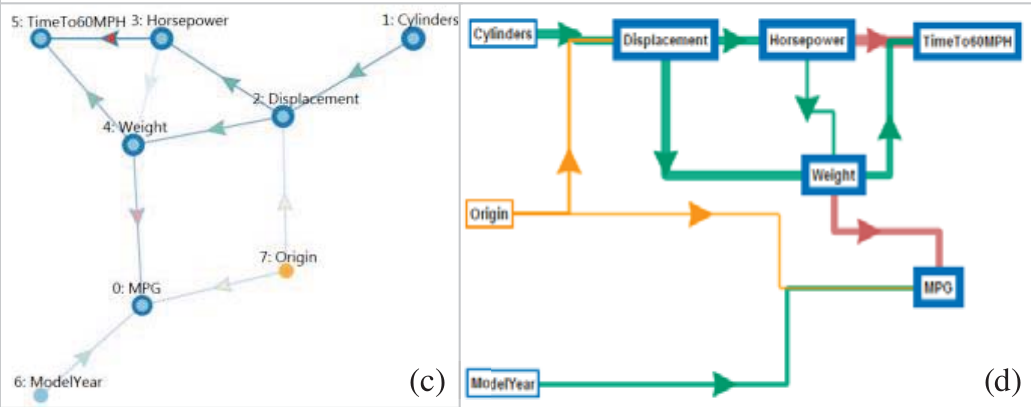 5: TimeTo60MPH 3: Horsepower
1: Cylinders
2: Displacement
4: Weight
7: Origin
0: MPG
6: ModelYear
(c)
Cylinders
Displacement
Horsepower
TimeTo60MPH
Weight
Origin
MPG
ModelYear
(d)